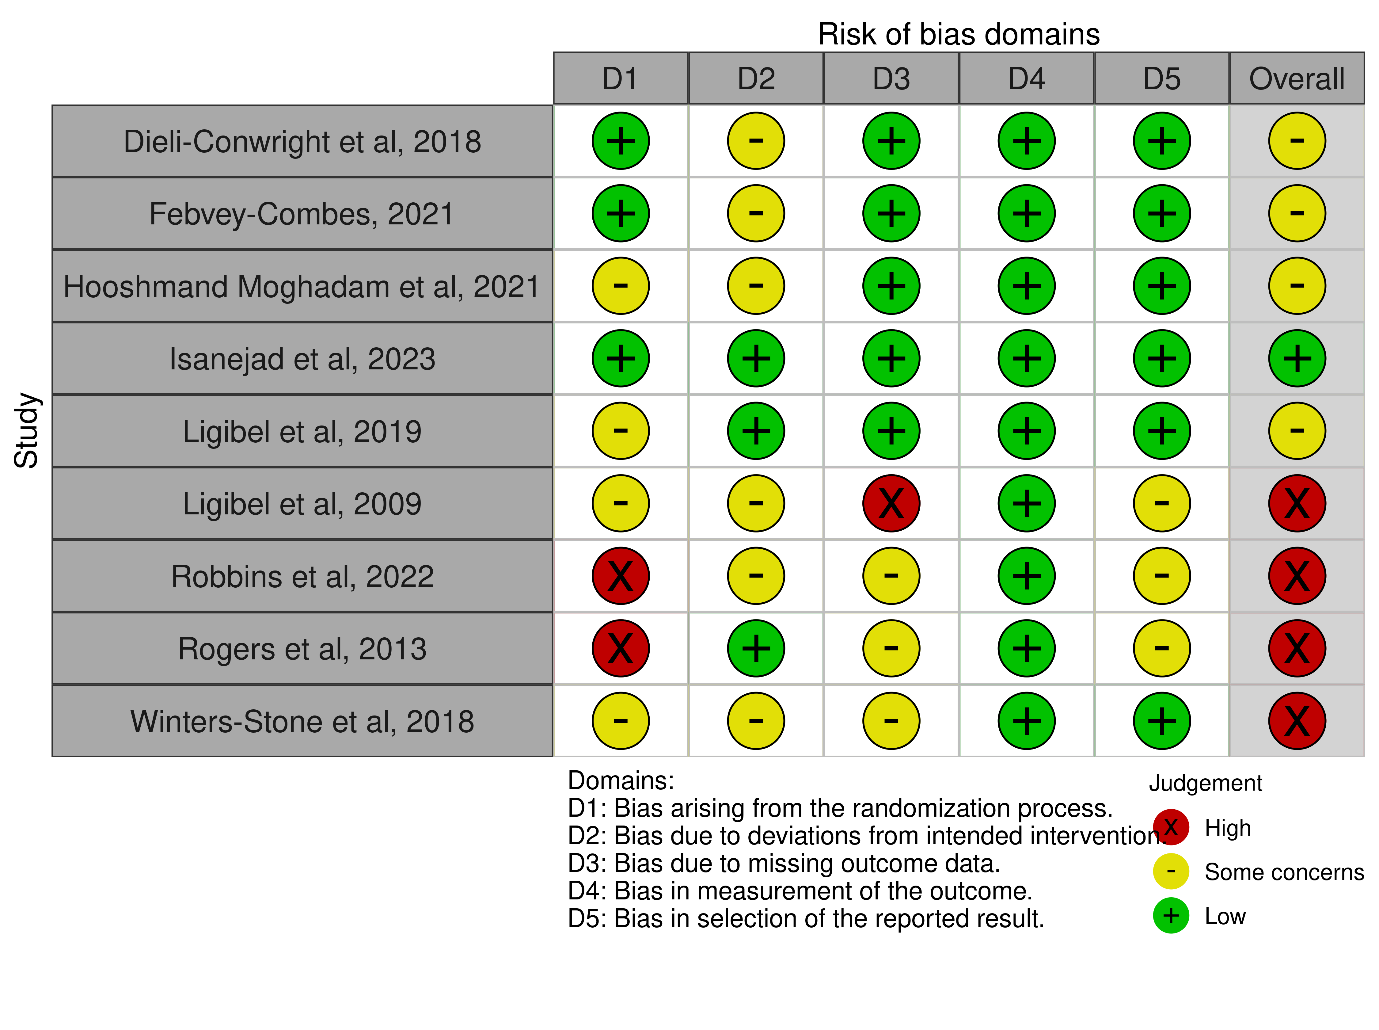 Risk of bias domains
D1 D2 D3 D4 D5 Overall
Study
Dieli-Conwright et al, 2018 + - + + + -
Febvey-Combes, 2021 + - + + + -
Hooshmand Moghadam et al, 2021 - - + + + -
Isanejad et al, 2023 + + + + + +
Ligibel et al, 2019 - + + + + -
Ligibel et al, 2009 - - X + - X
Robbins et al, 2022 X - - + - X
Rogers et al, 2013 X + - + - X
Winters-Stone et al, 2018 - - - + + X
Domains:
D1: Bias arising from the randomization process.
D2: Bias due to deviations from intended intervention
D3: Bias due to missing outcome data.
D4: Bias in measurement of the outcome.
D5: Bias in selection of the reported result.
Judgement
X High
- Some concerns
+ Low